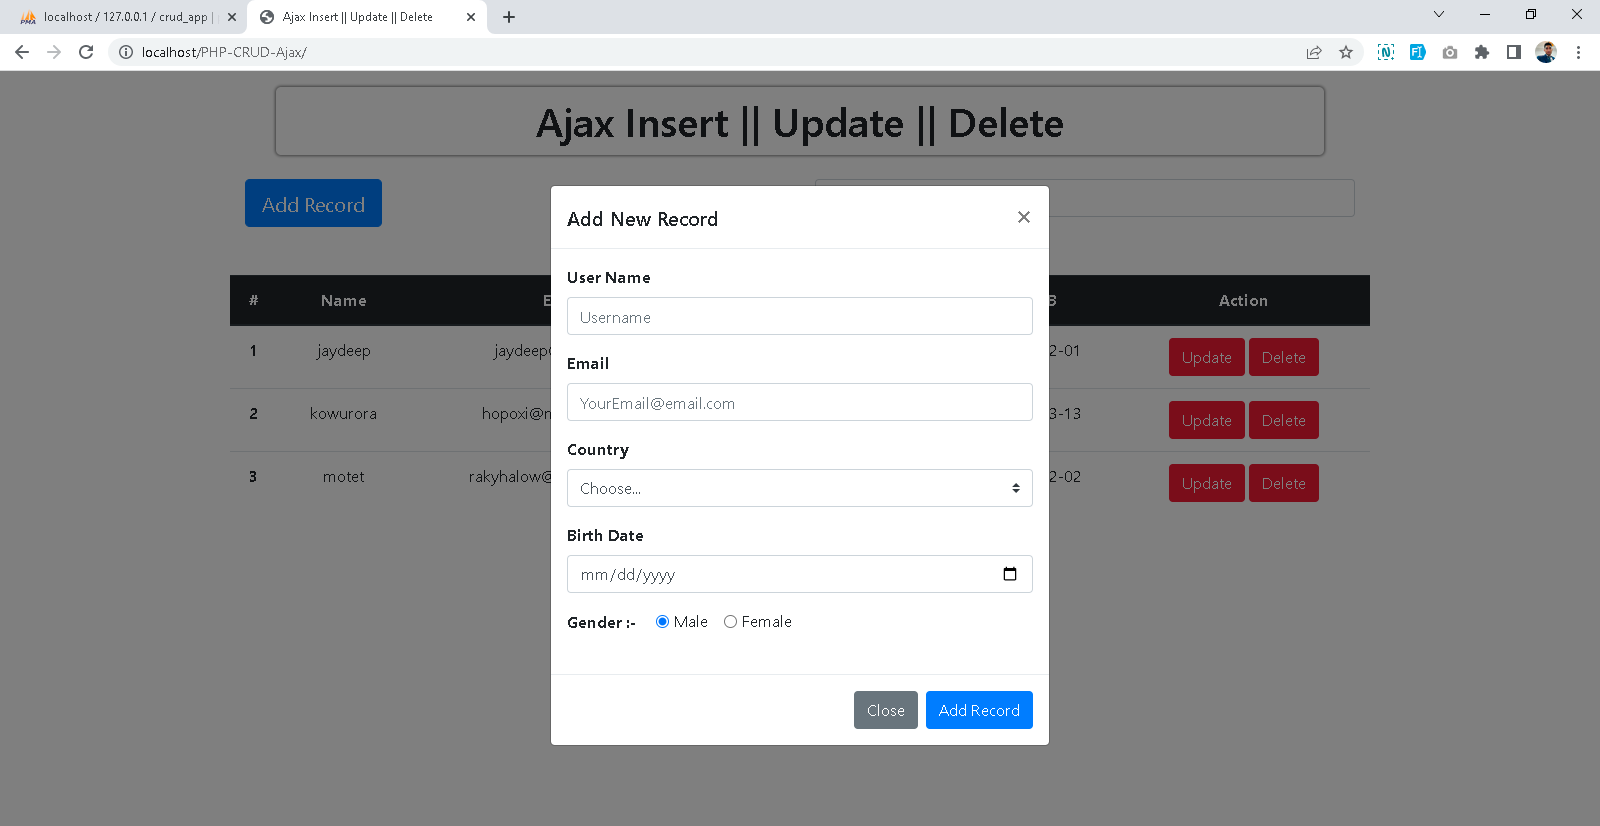 PMA localhost / 127.0.0.1 / crud_app |
Ajax Insert || Update || Delete
localhost/PHP-CRUD-Ajax/
Ajax Insert || Update || Delete
Add Record
Add New Record
×
User Name
Username
Email
YourEmail@email.com
Country
Choose...
Birth Date
mm/dd/yyyy
Gender :- Male Female
Close Add Record
# Name E B Action
1 jaydeep jaydeep 2-01 Update Delete
2 kowurora hopoxi@ 3-13 Update Delete
3 motet rakyhalow@ 2-02 Update Delete